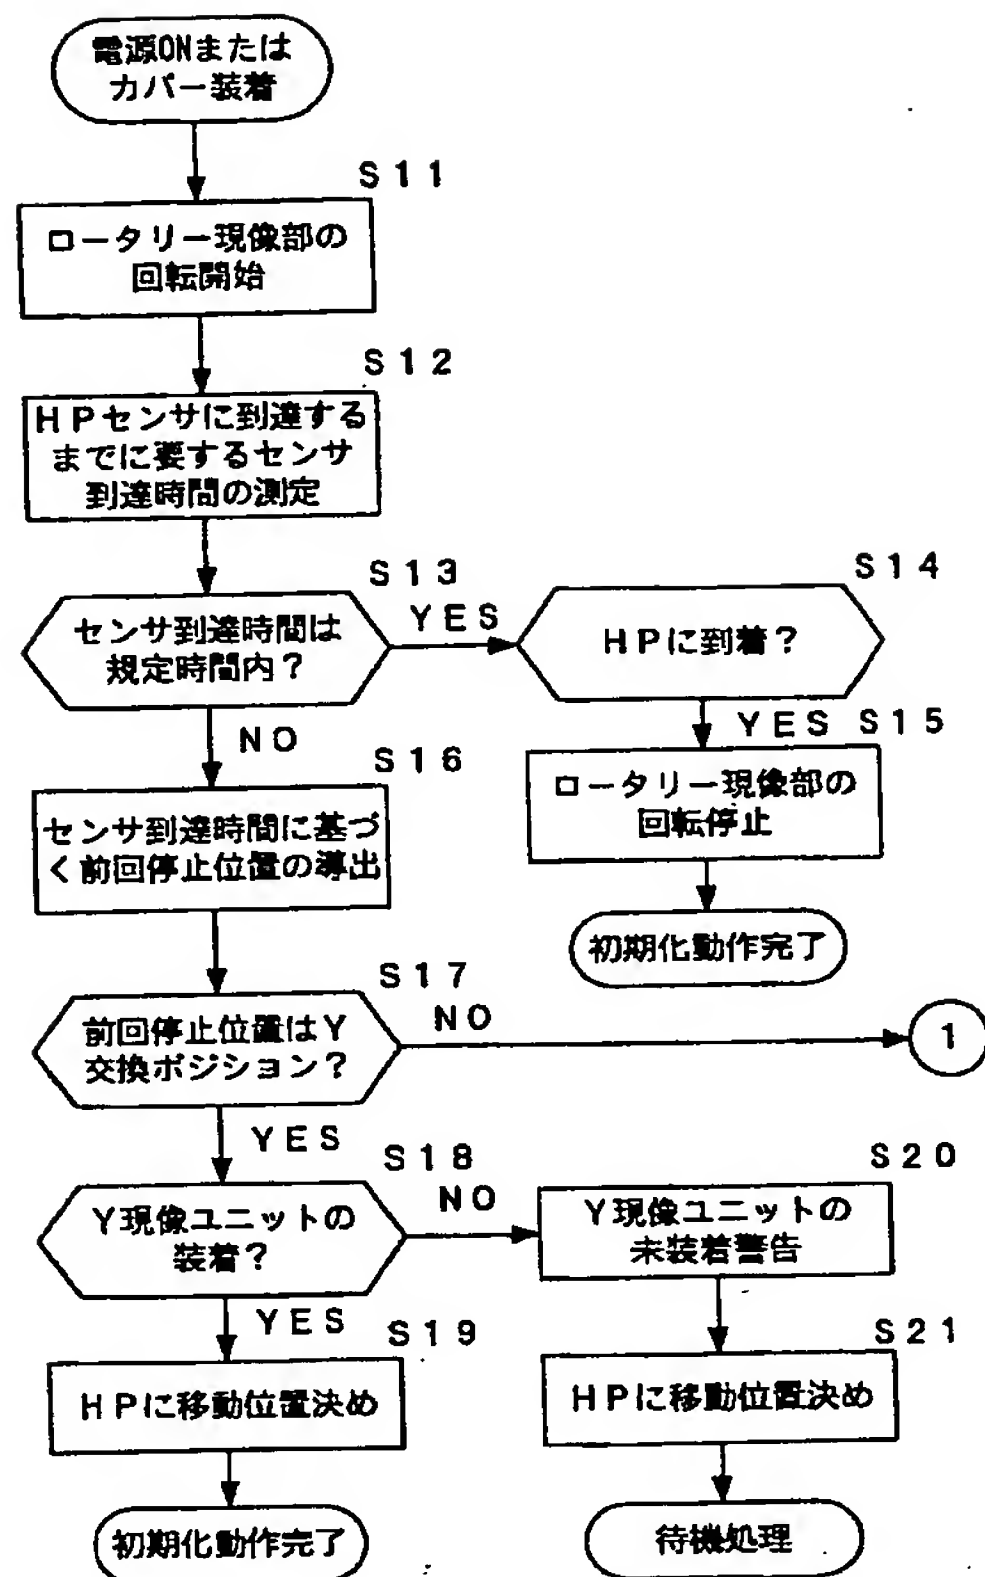 電源ONまたは
カバー装着
S11
ロータリー現像部の
回転開始
S12
HPセンサに到達する
までに要するセンサ
到達時間の測定
S13
センサ到達時間は
規定時間内？
YES
S14
HPに到着？
YES
S15
ロータリー現像部の
回転停止
初期化動作完了
NO
S16
センサ到達時間に基づ
く前回停止位置の導出
S17
前回停止位置はY
交換ポジション？
NO
1
YES
S18
Y現像ユニットの
装着？
NO
S20
Y現像ユニットの
未装着警告
YES
S19
HPに移動位置決め
S21
HPに移動位置決め
初期化動作完了
待機処理